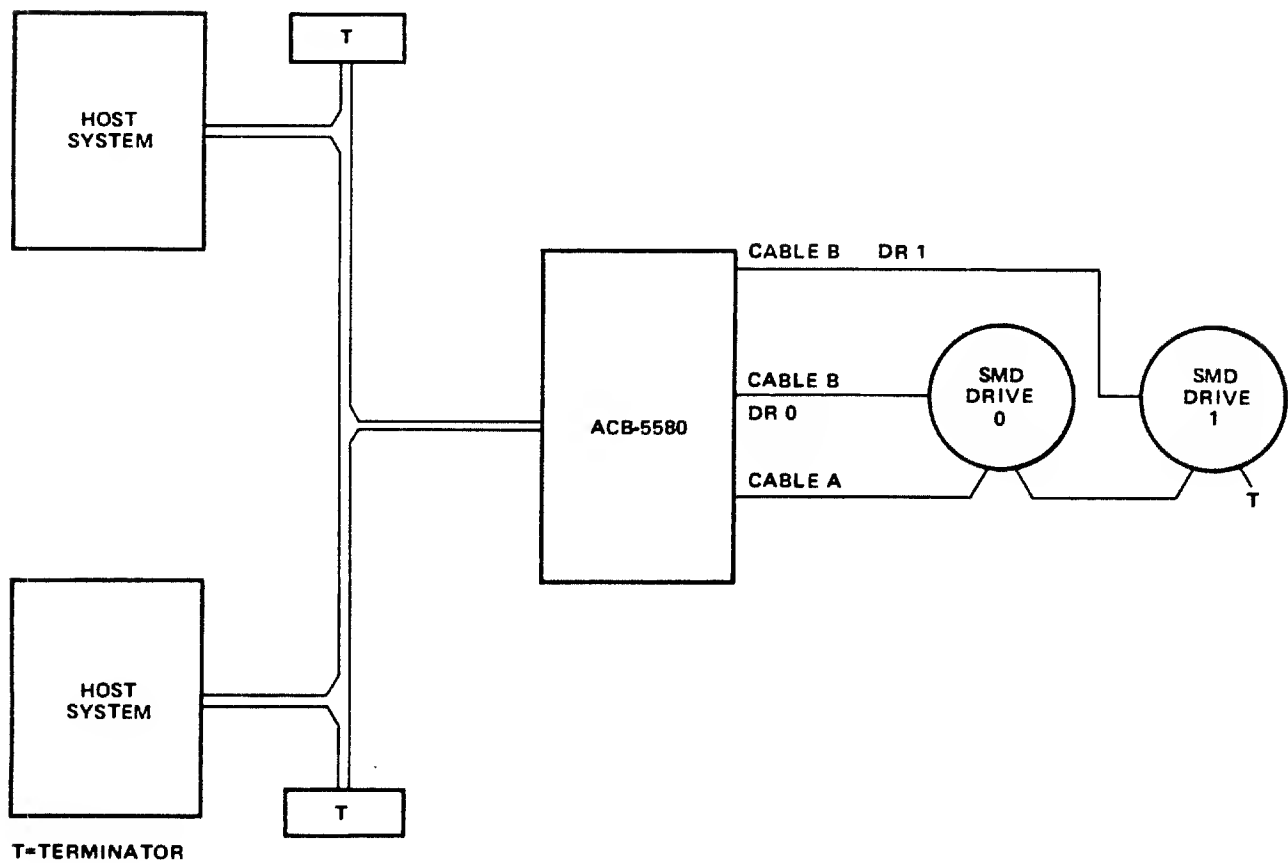 T
HOST
SYSTEM
CABLE B DR 1
SMD
DRIVE
0
SMD
DRIVE
1
CABLE B
DR 0
ACB-5580
CABLE A
T
HOST
SYSTEM
T
T=TERMINATOR